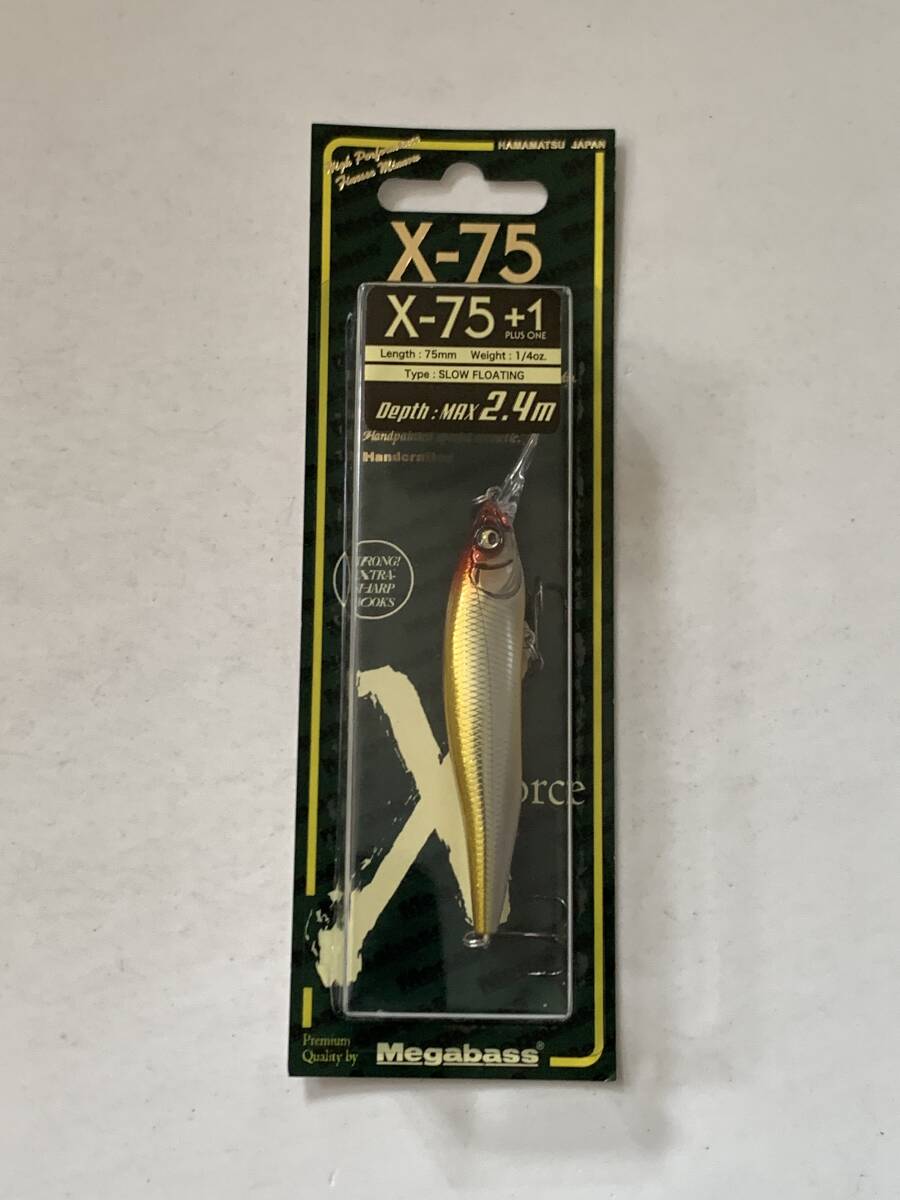 High Performance
Finesse Minnow
HAMAMATSU JAPAN
X-75
X-75 +1
PLUS ONE
Length : 75mm Weight : 1/4oz.
Type : SLOW FLOATING
Depth : MAX 2.4m
Handpainted
Handcrafted
STRONG!
EXTRA-
SHARP
HOOKS
X
orce
Premium
Quality by
Megabass®